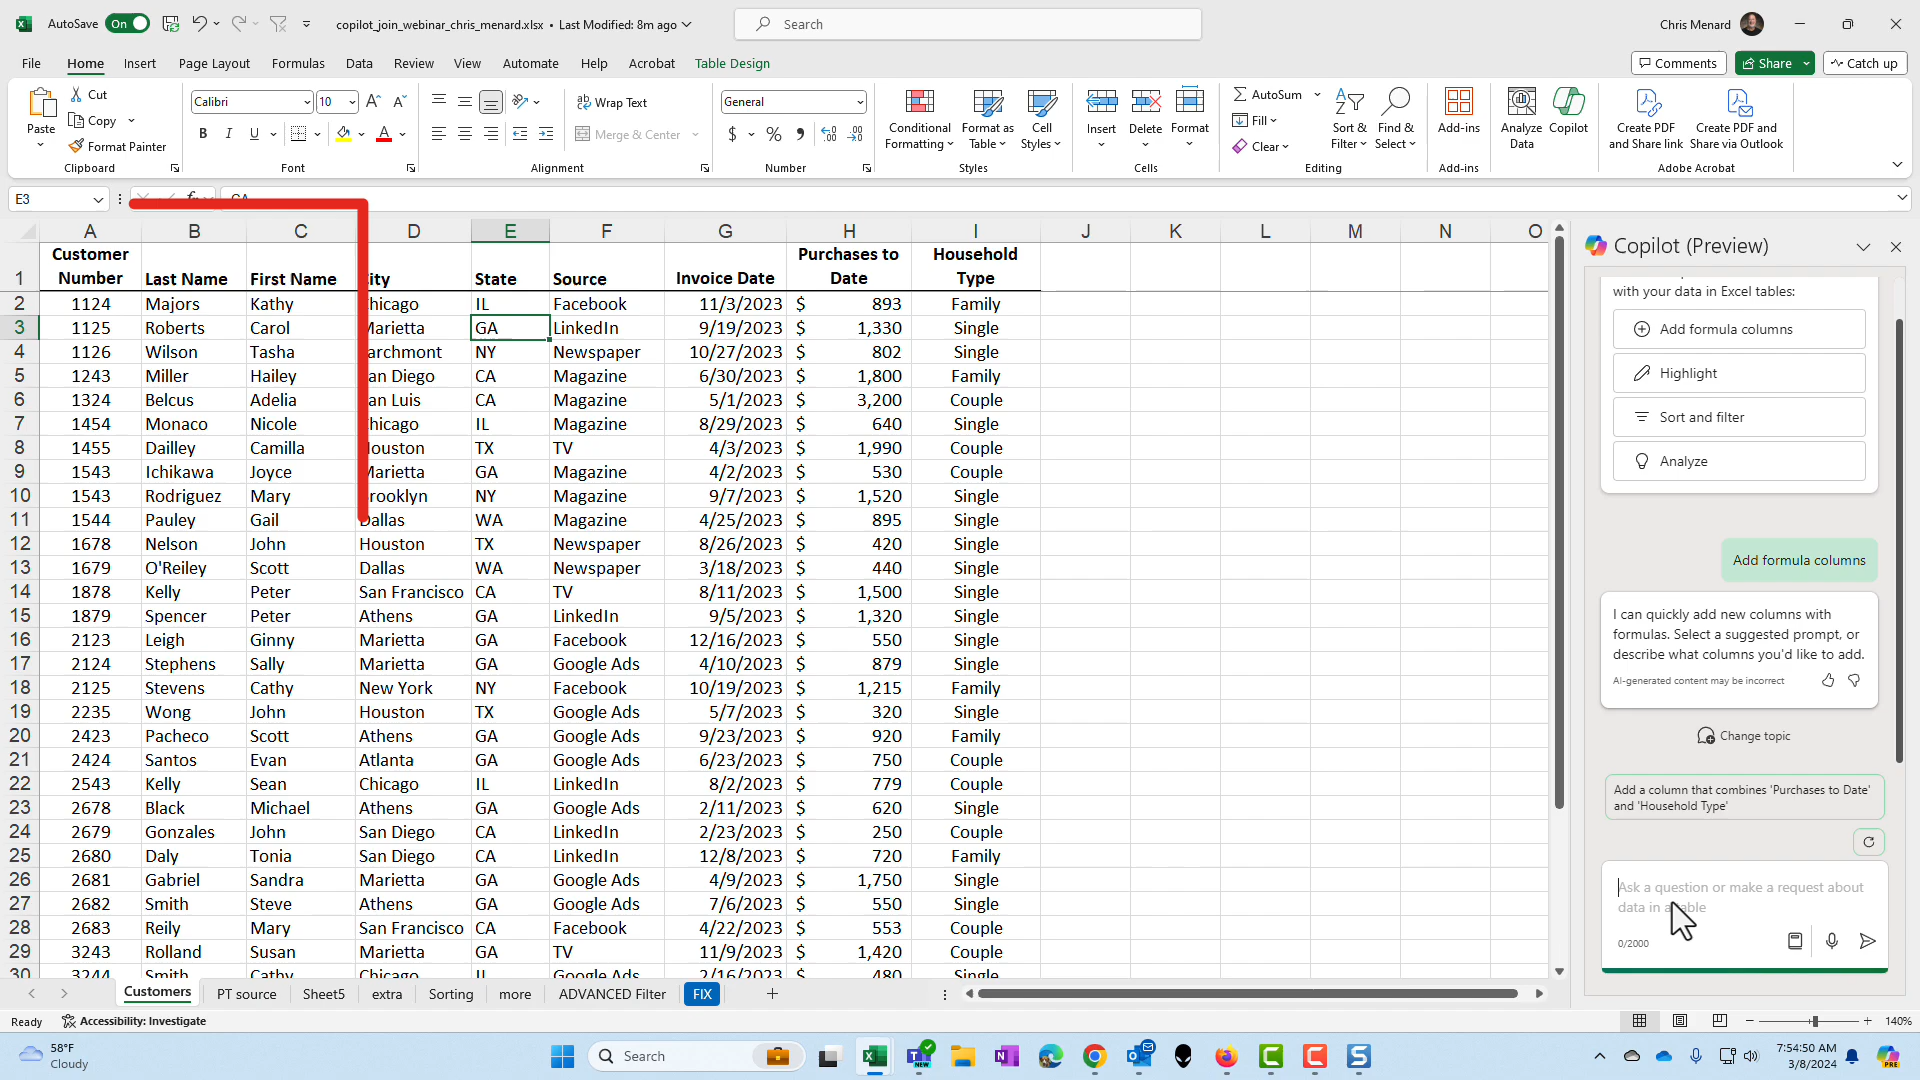 AutoSave On copilot_join_webinar_chris_menard.xlsx • Last Modified: 8m ago Search Chris Menard
File Home Insert Page Layout Formulas Data Review View Automate Help Acrobat Table Design Comments Share Catch up
Paste Cut Copy Format Painter Clipboard
Calibri 10 B I U A Font
Wrap Text Merge & Center Alignment
General $ % Number
Conditional Formatting Format as Table Cell Styles Styles
Insert Delete Format Cells
AutoSum Fill Clear Sort & Filter Find & Select Editing
Add-ins Add-ins
Analyze Data Copilot
Create PDF and Share link Create PDF and Share via Outlook Adobe Acrobat
E3
A B C D E F G H I J K L M N O
1 Customer Number Last Name First Name State Source Invoice Date Purchases to Date Household Type
2 1124 Majors Kathy Chicago IL Facebook 11/3/2023 $ 893 Family
3 1125 Roberts Carol Marietta GA LinkedIn 9/19/2023 $ 1,330 Single
4 1126 Wilson Tasha NY Newspaper 10/27/2023 $ 802 Single
5 1243 Miller Hailey San Diego CA Magazine 6/30/2023 $ 1,800 Family
6 1324 Belcus Adelia San Luis CA Magazine 5/1/2023 $ 3,200 Couple
7 1454 Monaco Nicole Chicago IL Magazine 8/29/2023 $ 640 Single
8 1455 Dailley Camilla Houston TX TV 4/3/2023 $ 1,990 Couple
9 1543 Ichikawa Joyce Marietta GA Magazine 4/2/2023 $ 530 Couple
10 1543 Rodriguez Mary Brooklyn NY Magazine 9/7/2023 $ 1,520 Single
11 1544 Pauley Gail Dallas WA Magazine 4/25/2023 $ 895 Single
12 1678 Nelson John Houston TX Newspaper 8/26/2023 $ 420 Single
13 1679 O'Reiley Scott Dallas WA Newspaper 3/18/2023 $ 440 Single
14 1878 Kelly Peter San Francisco CA TV 8/11/2023 $ 1,500 Single
15 1879 Spencer Peter Athens GA LinkedIn 9/5/2023 $ 1,320 Single
16 2123 Leigh Ginny Marietta GA Facebook 12/16/2023 $ 550 Single
17 2124 Stephens Sally Marietta GA Google Ads 4/10/2023 $ 879 Single
18 2125 Stevens Cathy New York NY Facebook 10/19/2023 $ 1,215 Family
19 2235 Wong John Houston TX Google Ads 5/7/2023 $ 320 Single
20 2423 Pacheco Scott Athens GA Google Ads 9/23/2023 $ 920 Family
21 2424 Santos Evan Atlanta GA Google Ads 6/23/2023 $ 750 Couple
22 2543 Kelly Sean Chicago IL LinkedIn 8/2/2023 $ 779 Couple
23 2678 Black Michael Athens GA Google Ads 2/11/2023 $ 620 Single
24 2679 Gonzales John San Diego CA LinkedIn 2/23/2023 $ 250 Couple
25 2680 Daly Tonia San Diego CA LinkedIn 12/8/2023 $ 720 Family
26 2681 Gabriel Sandra Marietta GA Google Ads 4/9/2023 $ 1,750 Single
27 2682 Smith Steve Athens GA Google Ads 7/6/2023 $ 550 Single
28 2683 Reily Mary San Francisco CA Facebook 4/22/2023 $ 553 Couple
29 3243 Rolland Susan Marietta GA TV 11/9/2023 $ 1,420 Couple
30 3244 Smith Cathy Chicago IL Google Ads 2/16/2023 $ 480 Single
Copilot (Preview)
with your data in Excel tables:
Add formula columns
Highlight
Sort and filter
Analyze
Add formula columns
I can quickly add new columns with
formulas. Select a suggested prompt, or
describe what columns you'd like to add.
AI-generated content may be incorrect
Change topic
Add a column that combines 'Purchases to Date'
and 'Household Type'
Ask a question or make a request about
data in a table
0/2000
Customers PT source Sheet5 extra Sorting more ADVANCED Filter FIX
Ready Accessibility: Investigate 140%
58°F
Cloudy
Search
NEW
7:54:50 AM
3/8/2024
PRE